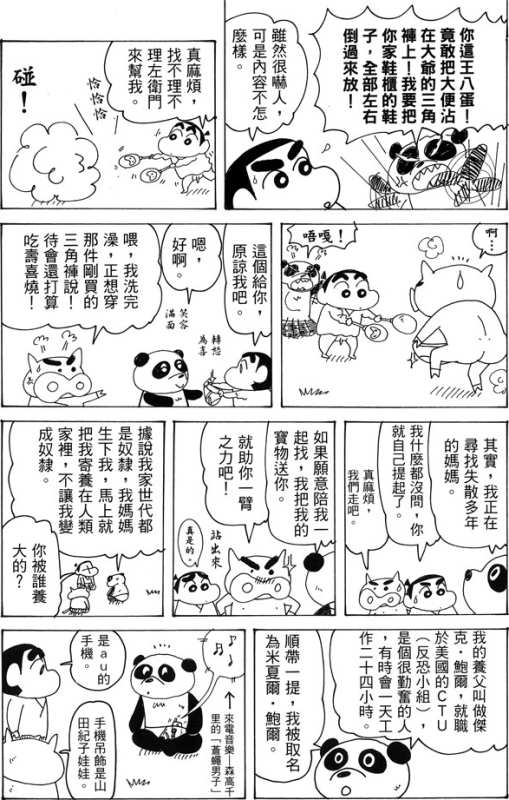 你這王八蛋!
竟敢把大便沾
在大爺的三角
褲上!我要把
你家鞋櫃的鞋
子,全部左右
倒過來放!
雖然很嚇人,
可是內容不怎
麼樣。
真麻煩,
找不理不
理左衛門
來幫我。
恰
恰
恰
碰!
啊…
唔嘎!
這個給你,
原諒我吧。
嗯,
好啊。
轉怒
為喜
笑容
滿面
喂,我洗完
澡,正想穿
那件剛買的
三角褲說!
待會還打算
吃壽喜燒!
其實,我正在
尋找失散多年
的媽媽。
我什麼都沒問,你
就自己提起了。
真麻煩,
我們走吧。
如果願意陪我一
起找,我把我的
寶物送你。
就助你一臂
之力吧!
站出來
真是的。
據說我家世代都
是奴隸,我媽媽
生下我,馬上就
把我寄養在人類
家裡,不讓我變
成奴隸。
你被誰養
大的?
我的養父叫做傑
克·鮑爾,就職
於美國的CTU
(反恐小組),
是個很勤奮的人
,有時會一天工
作二十四小時。
順帶一提,我被取名
為米夏爾·鮑爾。
♪
♫
←來電音樂—森高千
里的「蒼蠅男子」
是au的
手機。
手機吊飾是山
田紀子娃娃。